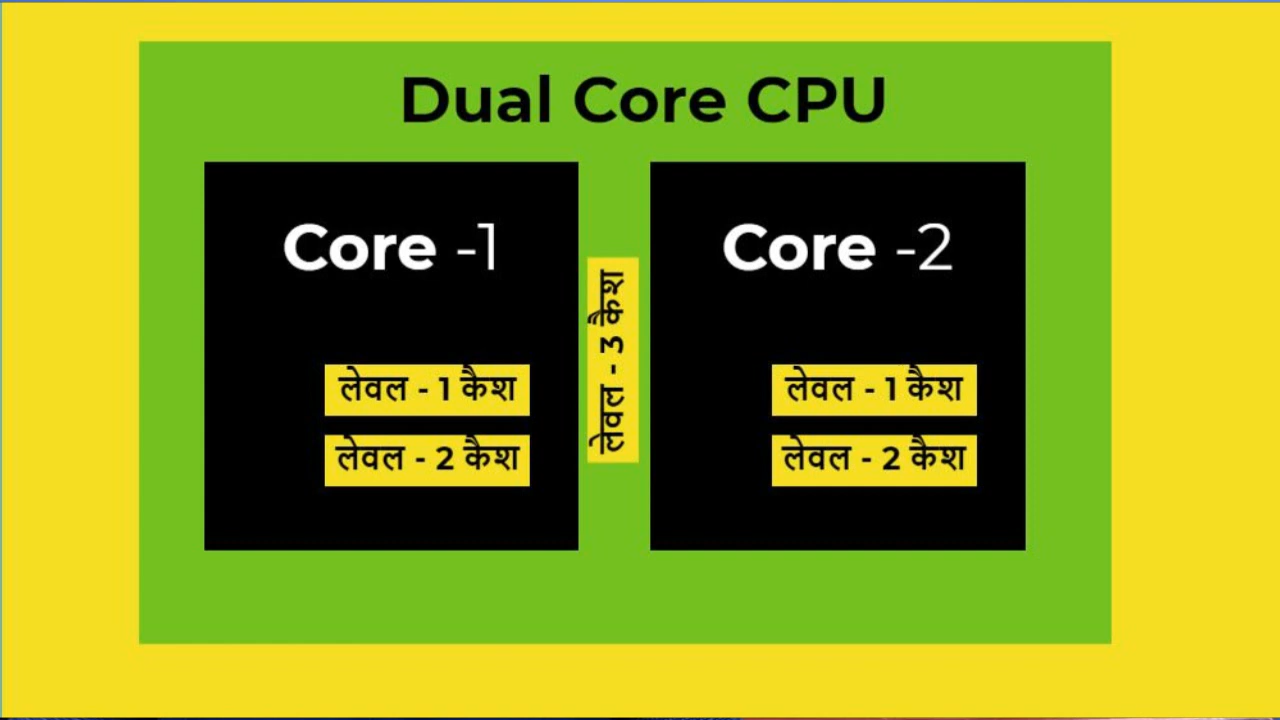 Dual Core CPU
Core -1
लेवल - 1 कैश
लेवल - 2 कैश
लेवल - 3 कैश
Core -2
लेवल - 1 कैश
लेवल - 2 कैश